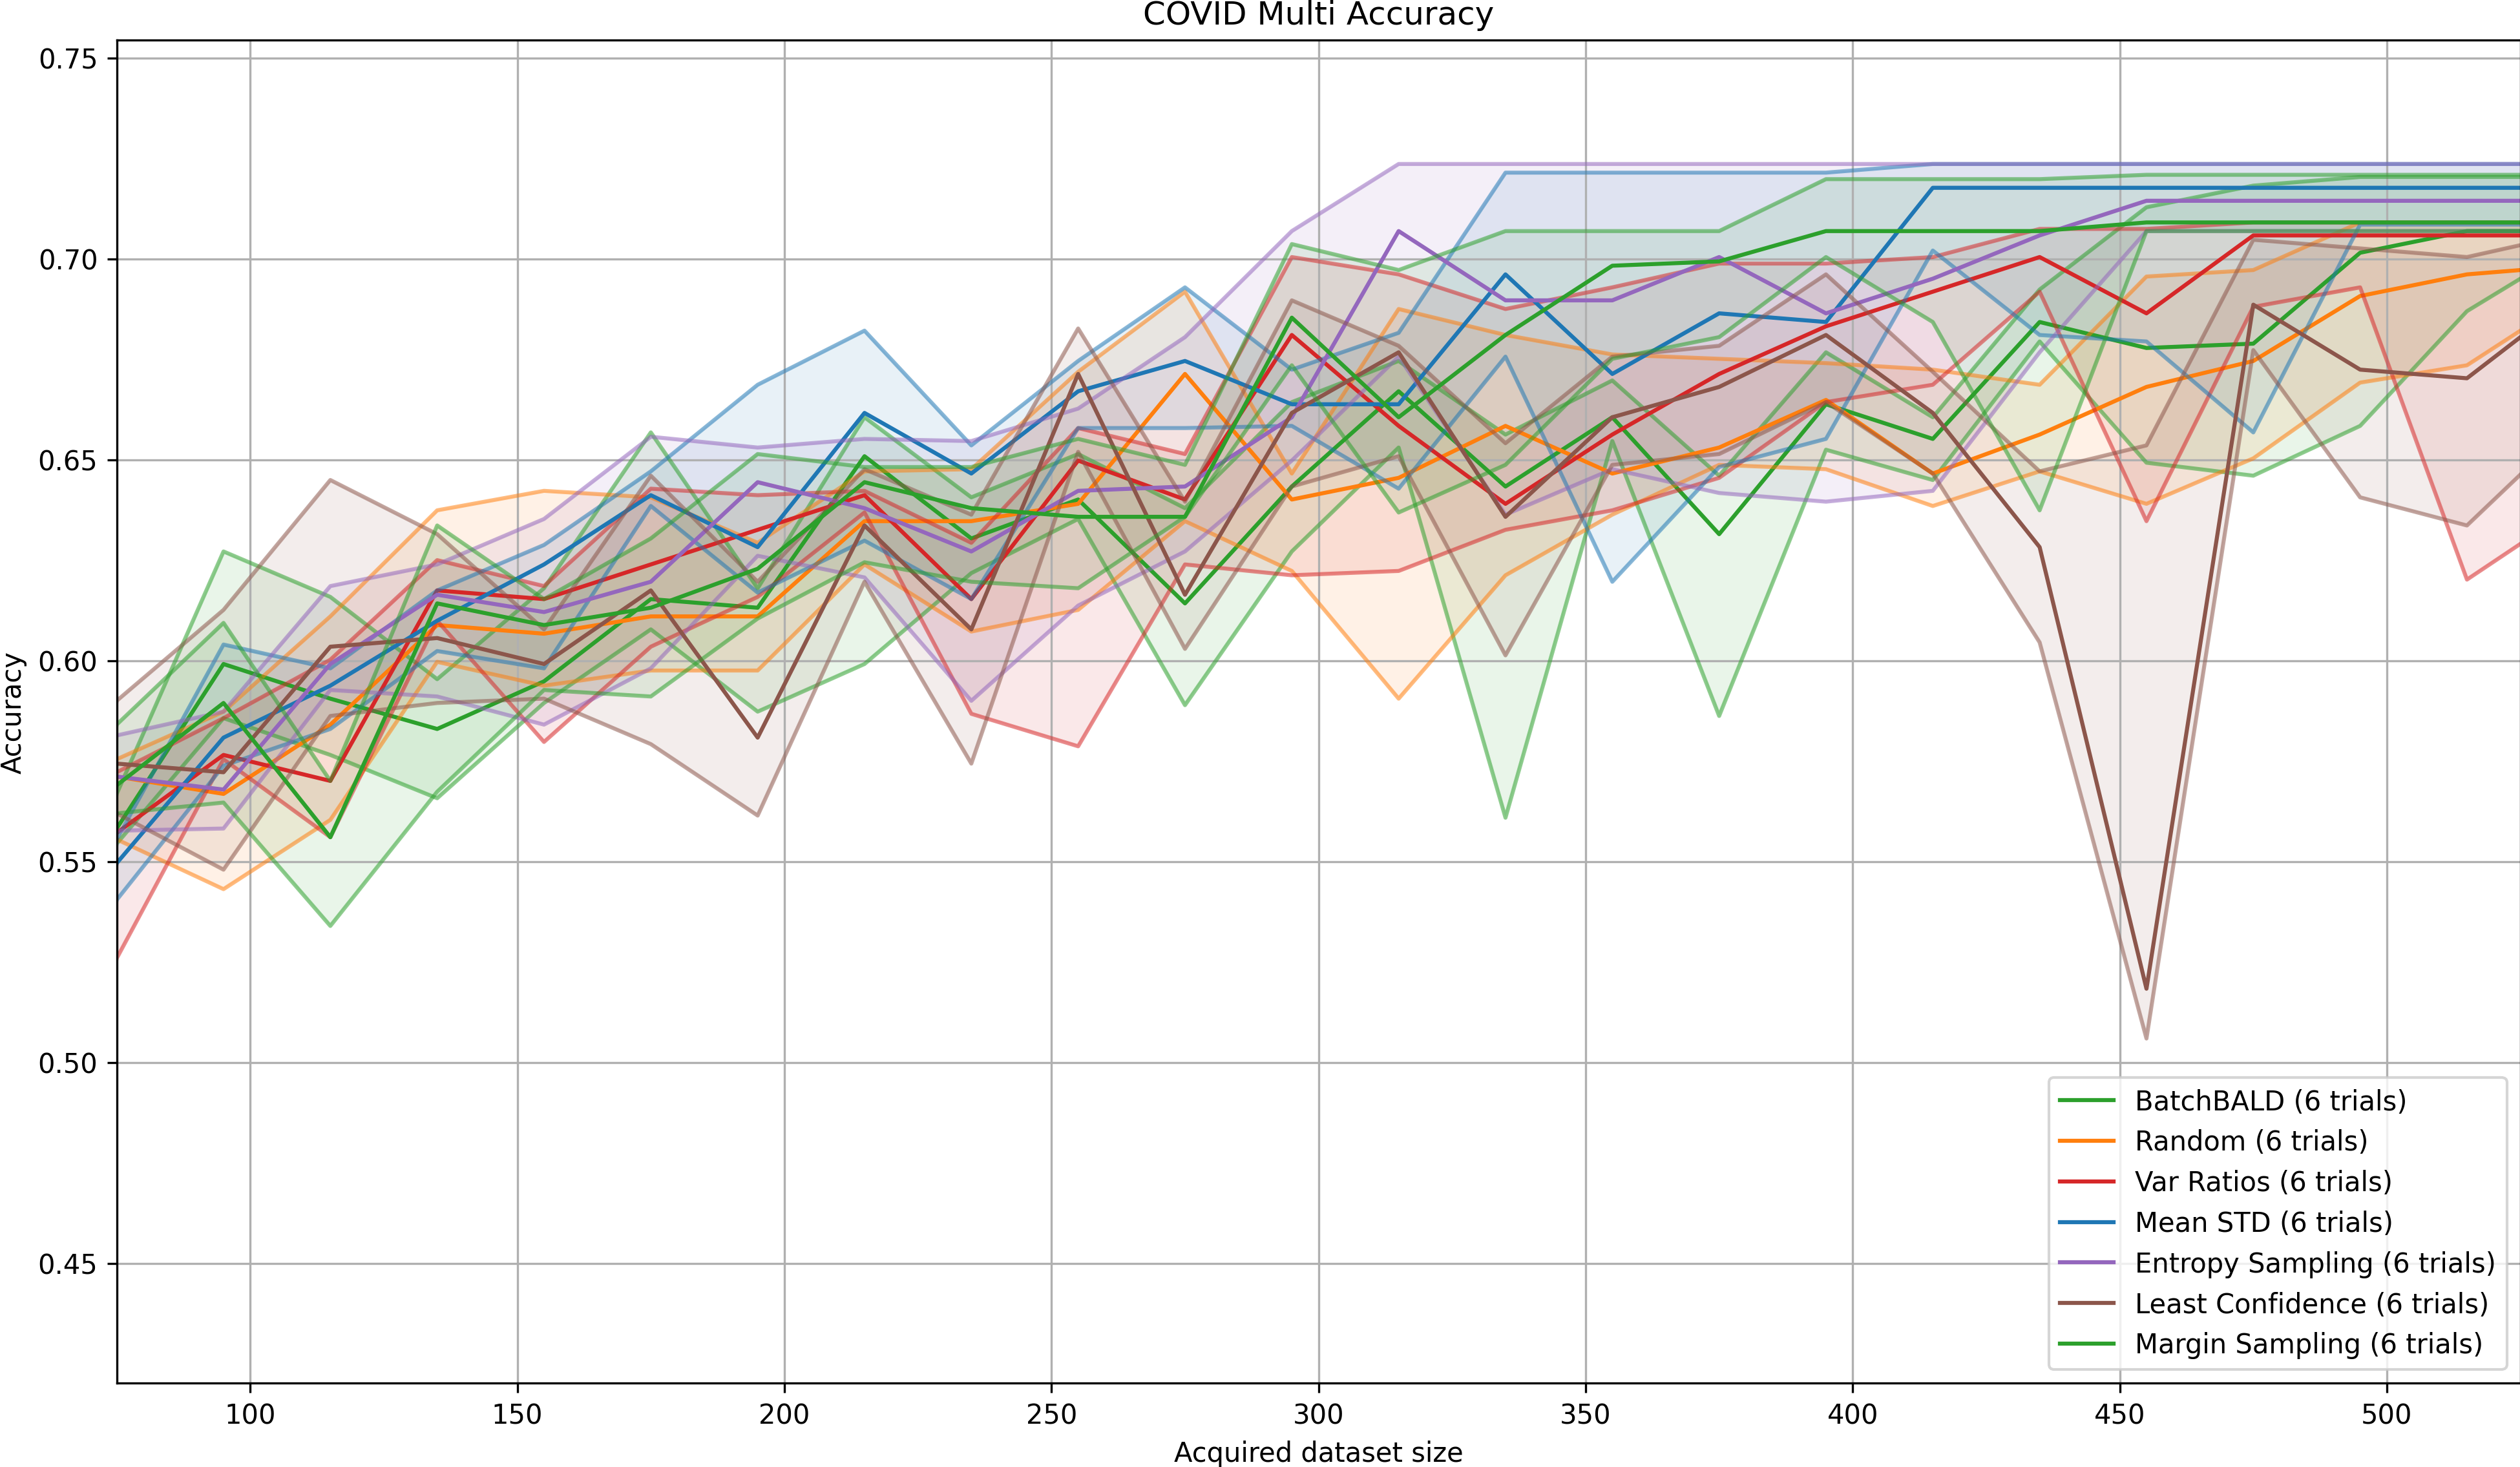 COVID Multi Accuracy
0.75
0.70
0.65
0.60
0.55
0.50
0.45
Accuracy
BatchBALD (6 trials)
Random (6 trials)
Var Ratios (6 trials)
Mean STD (6 trials)
Entropy Sampling (6 trials)
Least Confidence (6 trials)
Margin Sampling (6 trials)
100 150 200 250 300 350 400 450 500
Acquired dataset size